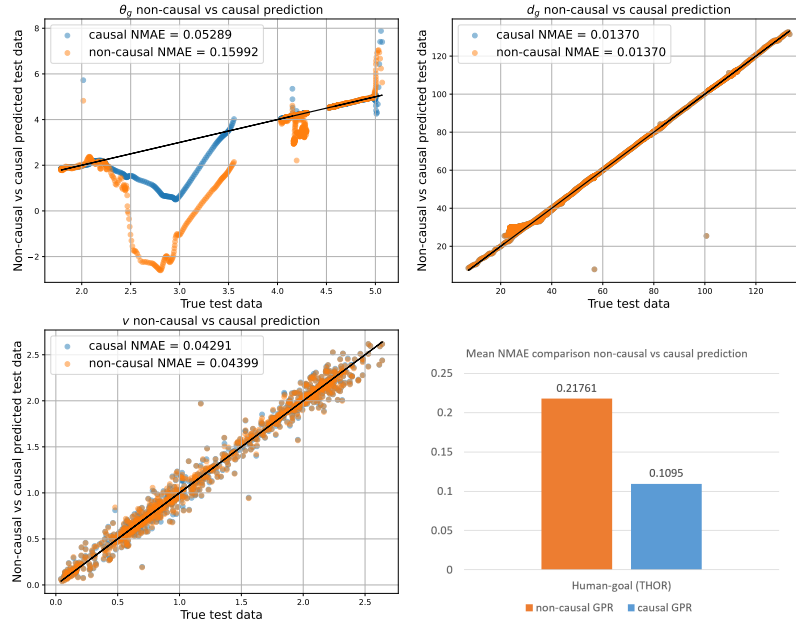 θg non-causal vs causal prediction
causal NMAE = 0.05289
non-causal NMAE = 0.15992
Non-causal vs causal predicted test data
8
6
4
2
0
−2
2.0 2.5 3.0 3.5 4.0 4.5 5.0
True test data
dg non-causal vs causal prediction
causal NMAE = 0.01370
non-causal NMAE = 0.01370
Non-causal vs causal predicted test data
120
100
80
60
40
20
20 40 60 80 100 120
True test data
v non-causal vs causal prediction
causal NMAE = 0.04291
non-causal NMAE = 0.04399
Non-causal vs causal predicted test data
2.5
2.0
1.5
1.0
0.5
0.0
0.0 0.5 1.0 1.5 2.0 2.5
True test data
Mean NMAE comparison non-causal vs causal prediction
0.25
0.2
0.15
0.1
0.05
0
0.21761
0.1095
Human-goal (THOR)
non-causal GPR causal GPR